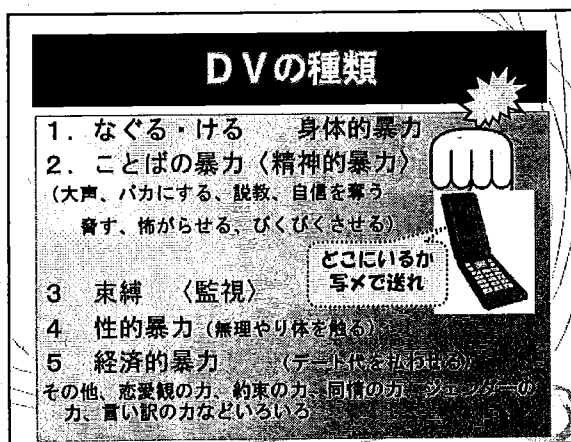 DVの種類
1．なぐる・ける　身体的暴力
2．ことばの暴力〈精神的暴力〉
（大声、バカにする、説教、自信を奪う
脅す、怖がらせる、びくびくさせる）
どこにいるか
写メで送れ
3　束縛　〈監視〉
4　性的暴力（無理やり体を触る）
5　経済的暴力　（デート代を払わせる）
その他、恋愛観の力、約束の力、同情の力、ジェンダーの
力、言い訳の力などいろいろ